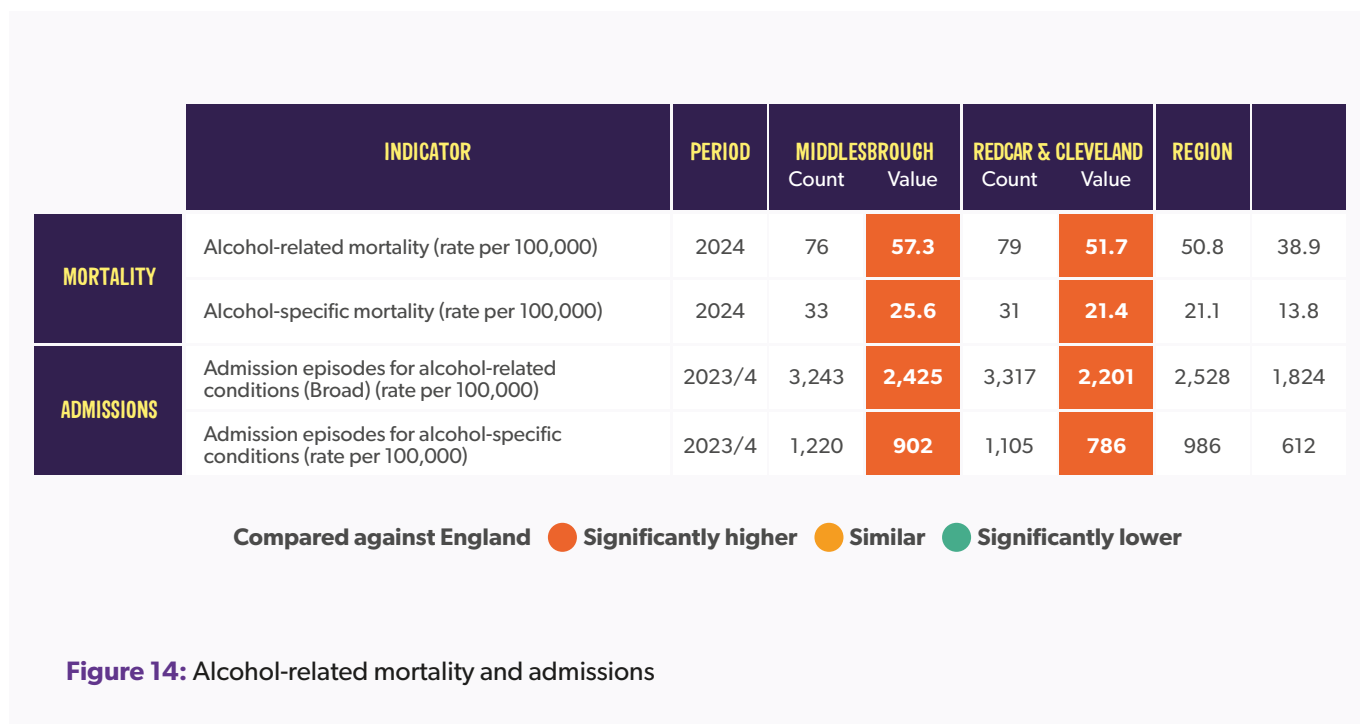 INDICATOR PERIOD MIDDLESBROUGH REDCAR & CLEVELAND REGION
Count Value Count Value
MORTALITY
Alcohol-related mortality (rate per 100,000) 2024 76 57.3 79 51.7 50.8 38.9
Alcohol-specific mortality (rate per 100,000) 2024 33 25.6 31 21.4 21.1 13.8
ADMISSIONS
Admission episodes for alcohol-related
conditions (Broad) (rate per 100,000) 2023/4 3,243 2,425 3,317 2,201 2,528 1,824
Admission episodes for alcohol-specific
conditions (rate per 100,000) 2023/4 1,220 902 1,105 786 986 612
Compared against England Significantly higher Similar Significantly lower
Figure 14: Alcohol-related mortality and admissions